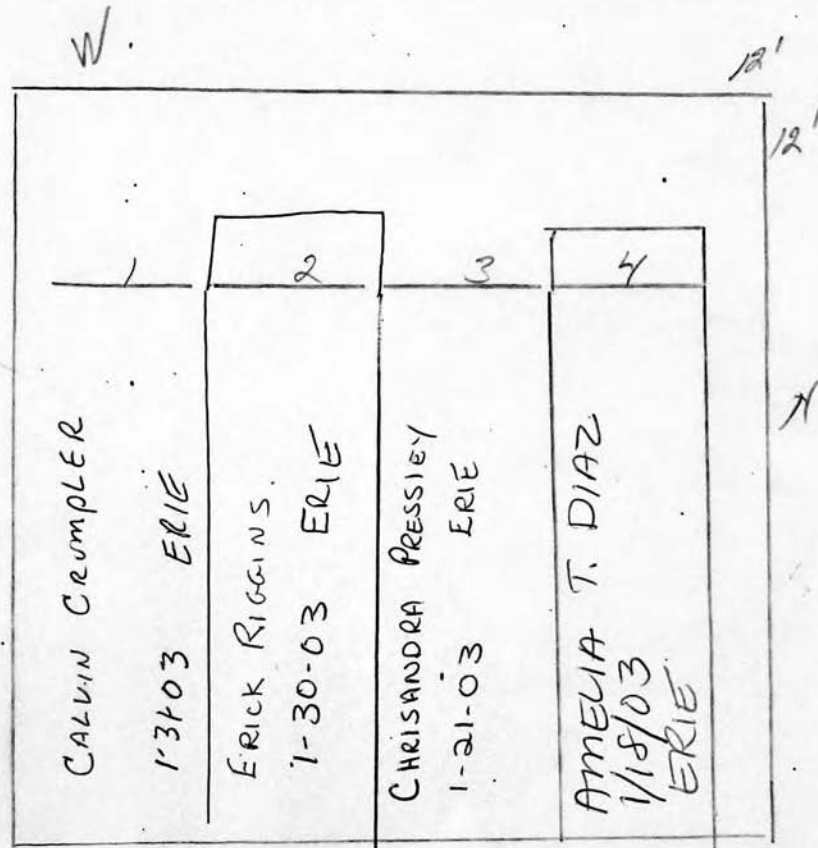 W.
12'
12'
1
2
3
4
N
CALVIN CRUMPLER
1-31-03 ERIE
ERICK RIGGINS
1-30-03 ERIE
CHRISANDRA PRESSLEY
1-21-03 ERIE
AMELIA T. DIAZ
1/18/03
ERIE